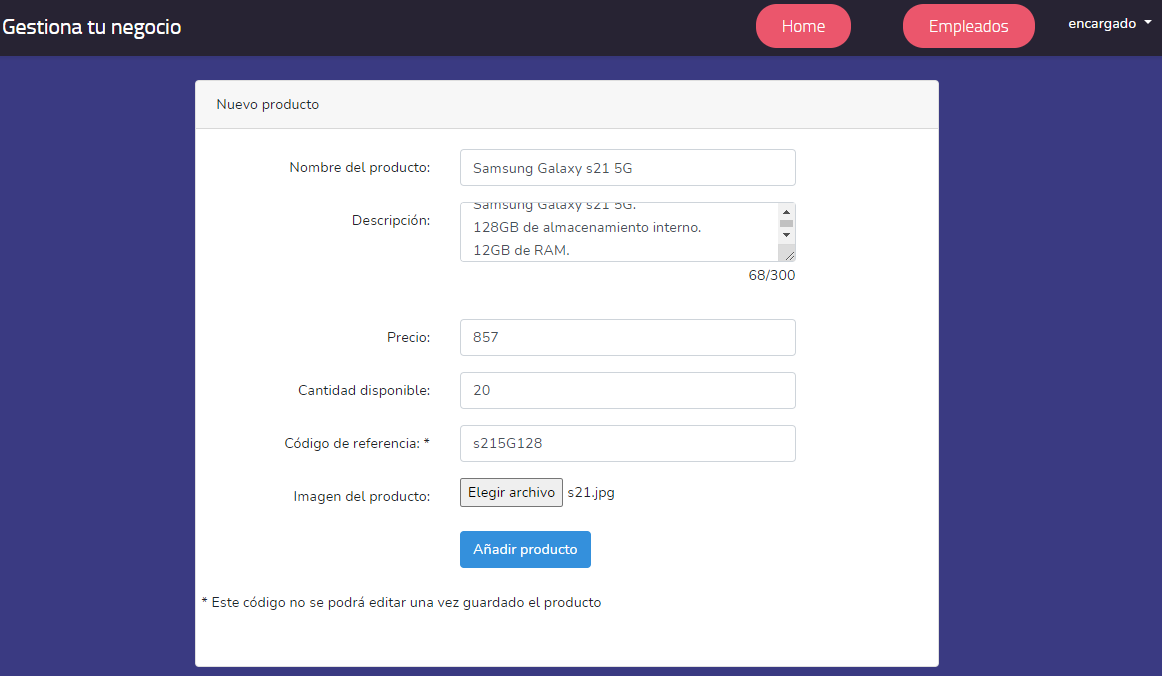 Gestiona tu negocio
Home
Empleados
encargado
Nuevo producto
Nombre del producto:
Samsung Galaxy s21 5G
Descripción:
Samsung Galaxy s21 5G.
128GB de almacenamiento interno.
12GB de RAM.
68/300
Precio:
857
Cantidad disponible:
20
Código de referencia: *
s215G128
Imagen del producto:
Elegir archivo s21.jpg
Añadir producto
* Este código no se podrá editar una vez guardado el producto